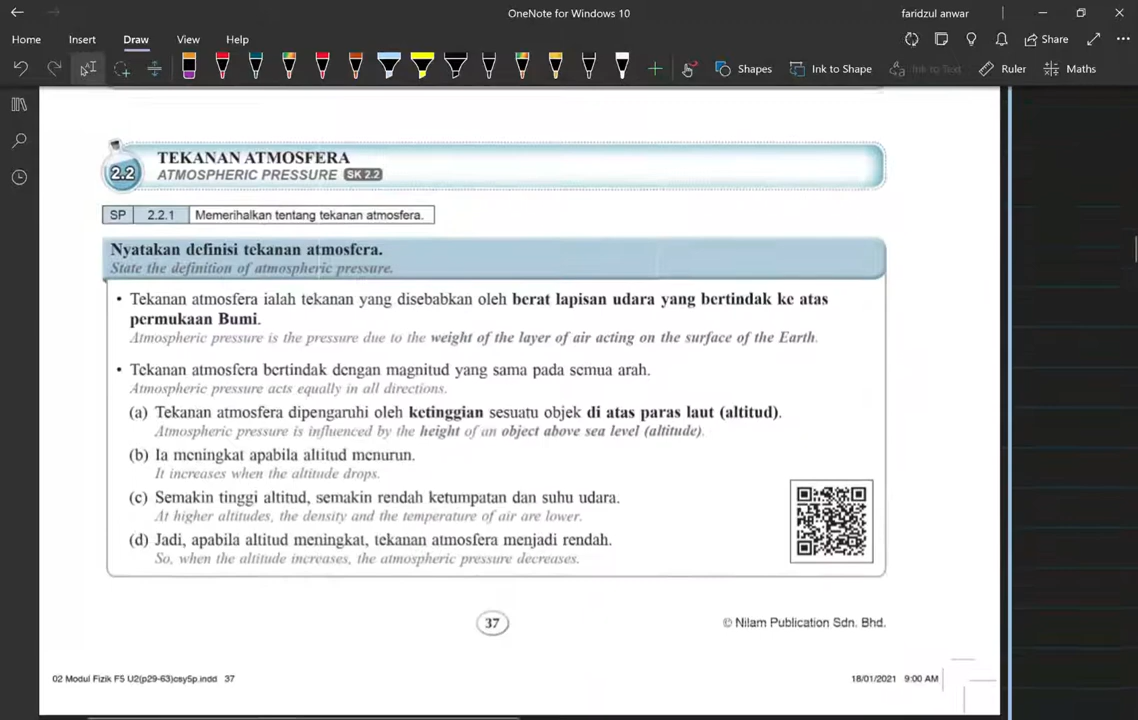 OneNote for Windows 10
faridzul anwar
Home Insert Draw View Help
Share
Shapes Ink to Shape Ink to Text Ruler Maths
2.2 TEKANAN ATMOSFERA
ATMOSPHERIC PRESSURE SK 2.2
SP 2.2.1 Memerihalkan tentang tekanan atmosfera.
Nyatakan definisi tekanan atmosfera.
State the definition of atmospheric pressure.
• Tekanan atmosfera ialah tekanan yang disebabkan oleh berat lapisan udara yang bertindak ke atas
permukaan Bumi.
Atmospheric pressure is the pressure due to the weight of the layer of air acting on the surface of the Earth.
• Tekanan atmosfera bertindak dengan magnitud yang sama pada semua arah.
Atmospheric pressure acts equally in all directions.
(a) Tekanan atmosfera dipengaruhi oleh ketinggian sesuatu objek di atas paras laut (altitud).
Atmospheric pressure is influenced by the height of an object above sea level (altitude).
(b) Ia meningkat apabila altitud menurun.
It increases when the altitude drops.
(c) Semakin tinggi altitud, semakin rendah ketumpatan dan suhu udara.
At higher altitudes, the density and the temperature of air are lower.
(d) Jadi, apabila altitud meningkat, tekanan atmosfera menjadi rendah.
So, when the altitude increases, the atmospheric pressure decreases.
37
© Nilam Publication Sdn. Bhd.
02 Modul Fizik F5 U2(p29-63)csy5p.indd 37
18/01/2021 9:00 AM